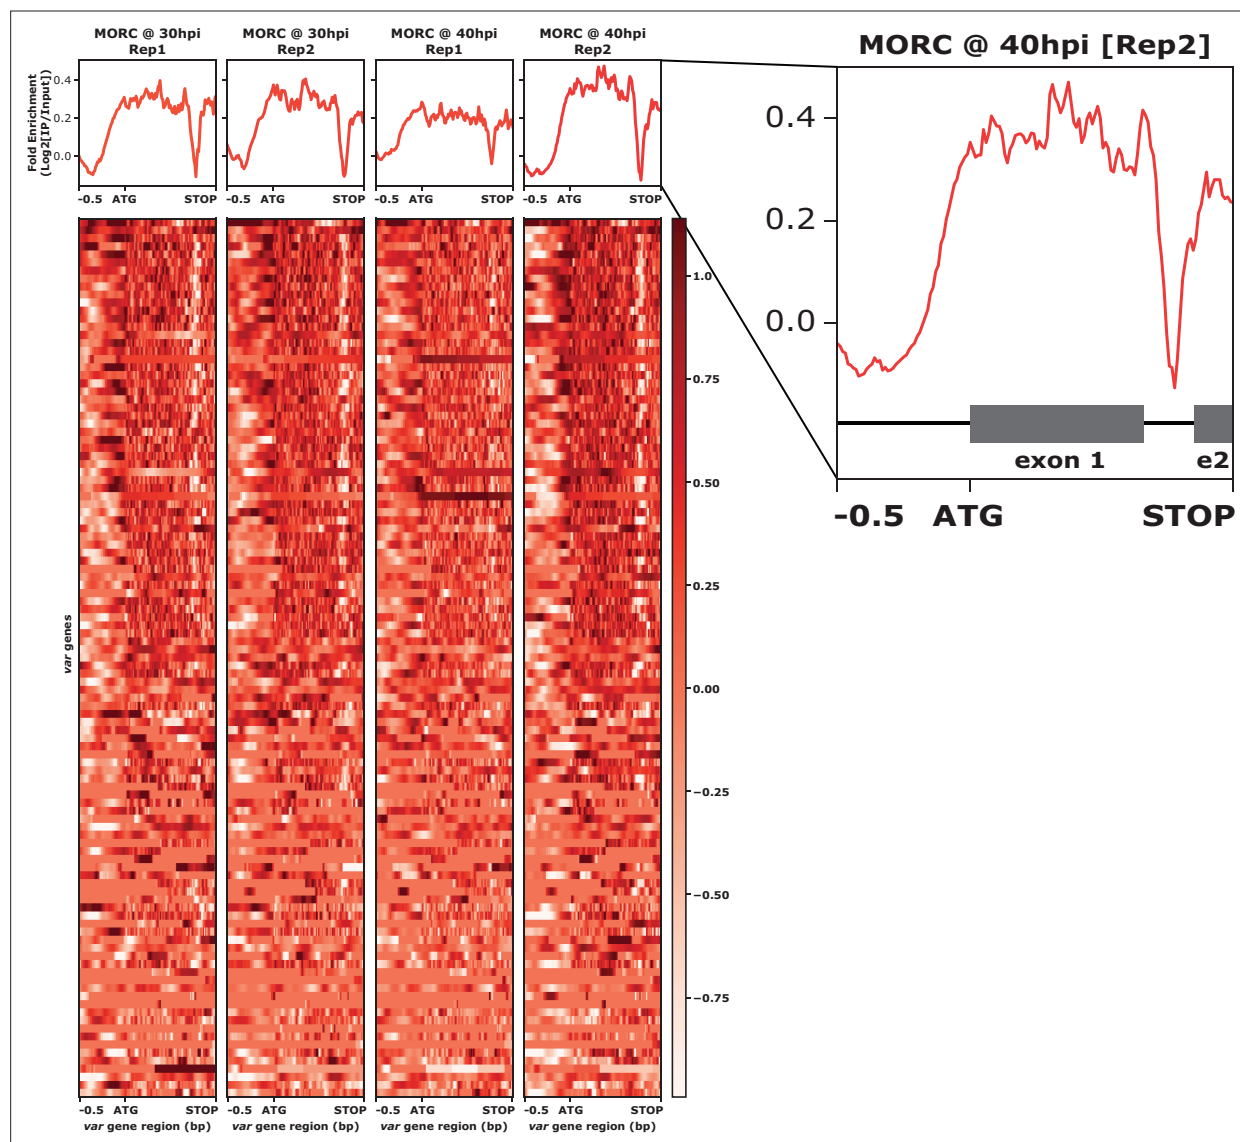 MORC @ 30hpi
Rep1
MORC @ 30hpi
Rep2
MORC @ 40hpi
Rep1
MORC @ 40hpi
Rep2
MORC @ 40hpi [Rep2]
Fold Enrichment
(Log2[IP/Input])
0.4
0.2
0.0
-0.5 ATG STOP
-0.5 ATG STOP
-0.5 ATG STOP
-0.5 ATG STOP
0.4
0.2
0.0
exon 1 e2
-0.5 ATG STOP
var genes
1.0
0.75
0.50
0.25
0.00
−0.25
−0.50
−0.75
-0.5 ATG STOP
-0.5 ATG STOP
-0.5 ATG STOP
-0.5 ATG STOP
var gene region (bp)
var gene region (bp)
var gene region (bp)
var gene region (bp)